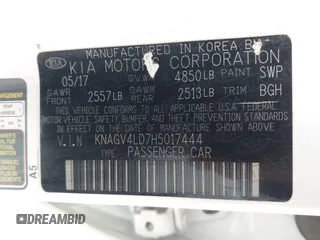 MANUFACTURED IN KOREA BY
KIA KIA MOTORS CORPORATION
05/17 G.V.W. 4850LB PAINT SWP
GAWR GAWR
FRONT 2557LB REAR 2513LB TRIM BGH
THIS VEHICLE CONFORMS TO ALL APPLICABLE U.S.A FEDERAL
MOTOR VEHICLE SAFETY, BUMPER, AND THEFT PREVENTION
STANDARDS IN EFFECT ON THE DATE OF MANUFACTURE SHOWN ABOVE
V.I.N KNAGV4LD7H5017444
PASSENGER CAR
A5
DREAMBID